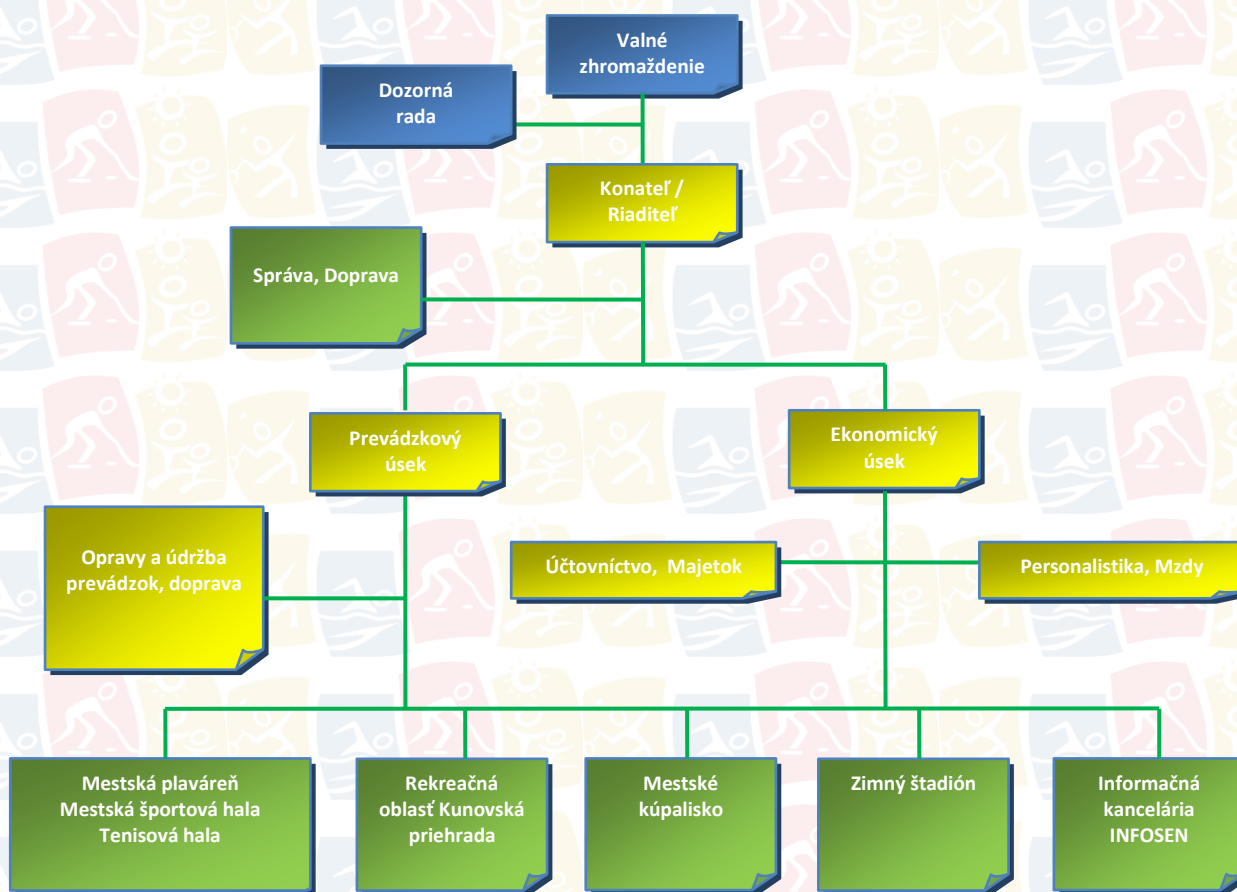 Valné
zhromaždenie
Dozorná
rada
Konateľ /
Riaditeľ
Správa, Doprava
Prevádzkový
úsek
Ekonomický
úsek
Opravy a údržba
prevádzok, doprava
Účtovníctvo, Majetok
Personalistika, Mzdy
Mestská plaváreň
Mestská športová hala
Tenisová hala
Rekreačná
oblasť Kunovská
priehrada
Mestské
kúpalisko
Zimný štadión
Informačná
kancelária
INFOSEN